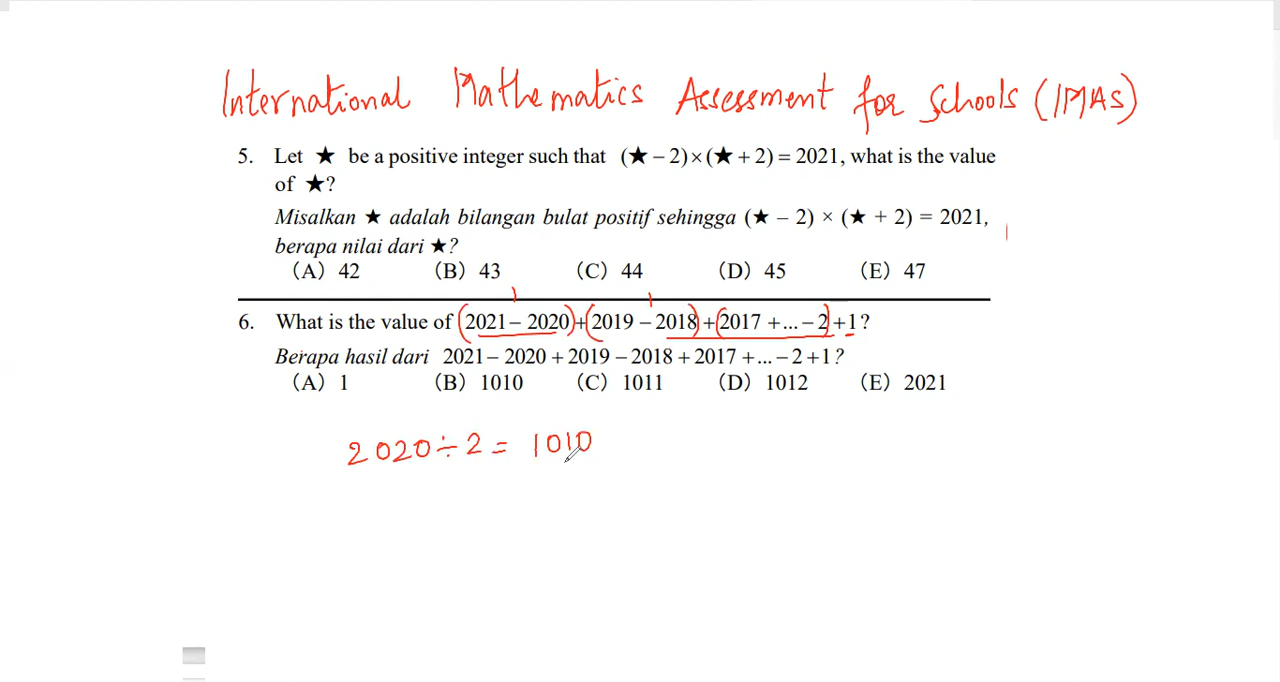 International Mathematics Assessment for Schools (IMAS)
5. Let ★ be a positive integer such that (★ – 2)×(★ + 2) = 2021, what is the value
of ★?
Misalkan ★ adalah bilangan bulat positif sehingga (★ – 2) × (★ + 2) = 2021,
berapa nilai dari ★?
(A) 42 (B) 43 (C) 44 (D) 45 (E) 47
1 1
6. What is the value of (2021 – 2020)+(2019 – 2018)+(2017 +...– 2)+1?
Berapa hasil dari 2021 – 2020 + 2019 – 2018 + 2017 +...– 2 +1?
(A) 1 (B) 1010 (C) 1011 (D) 1012 (E) 2021
2020 ÷ 2 = 1010